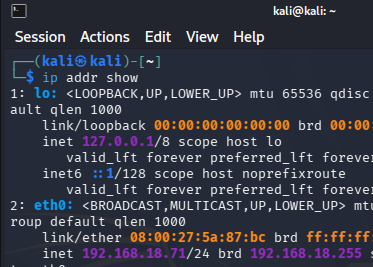 kali@kali: ~
Session Actions Edit View Help
(kali㉿kali)-[~]
$ ip addr show
1: lo: <LOOPBACK,UP,LOWER_UP> mtu 65536 qdisc
ault qlen 1000
link/loopback 00:00:00:00:00:00 brd 00:00
inet 127.0.0.1/8 scope host lo
valid_lft forever preferred_lft forever
inet6 ::1/128 scope host noprefixroute
valid_lft forever preferred_lft forever
2: eth0: <BROADCAST,MULTICAST,UP,LOWER_UP> mtu
roup default qlen 1000
link/ether 08:00:27:5a:87:bc brd ff:ff:ff:
inet 192.168.18.71/24 brd 192.168.18.255 s